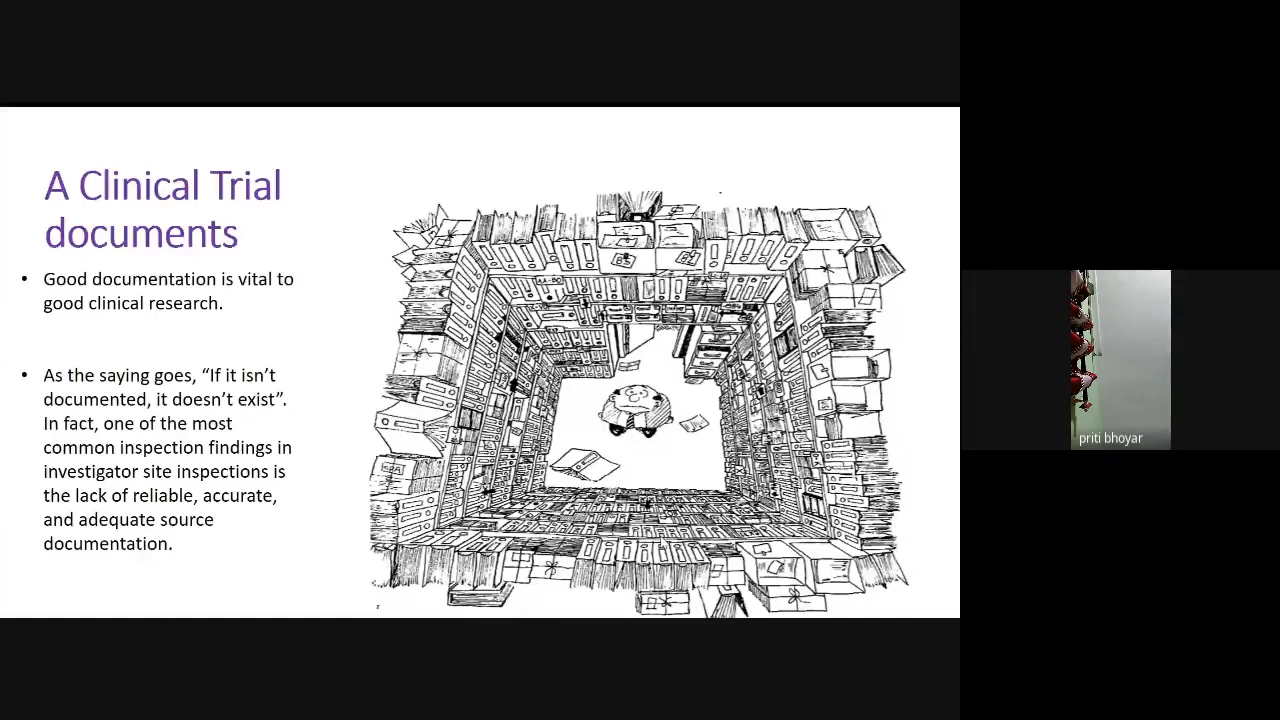 A Clinical Trial
documents
• Good documentation is vital to
good clinical research.
• As the saying goes, “If it isn’t
documented, it doesn’t exist”.
In fact, one of the most
common inspection findings in
investigator site inspections is
the lack of reliable, accurate,
and adequate source
documentation.
priti bhoyar